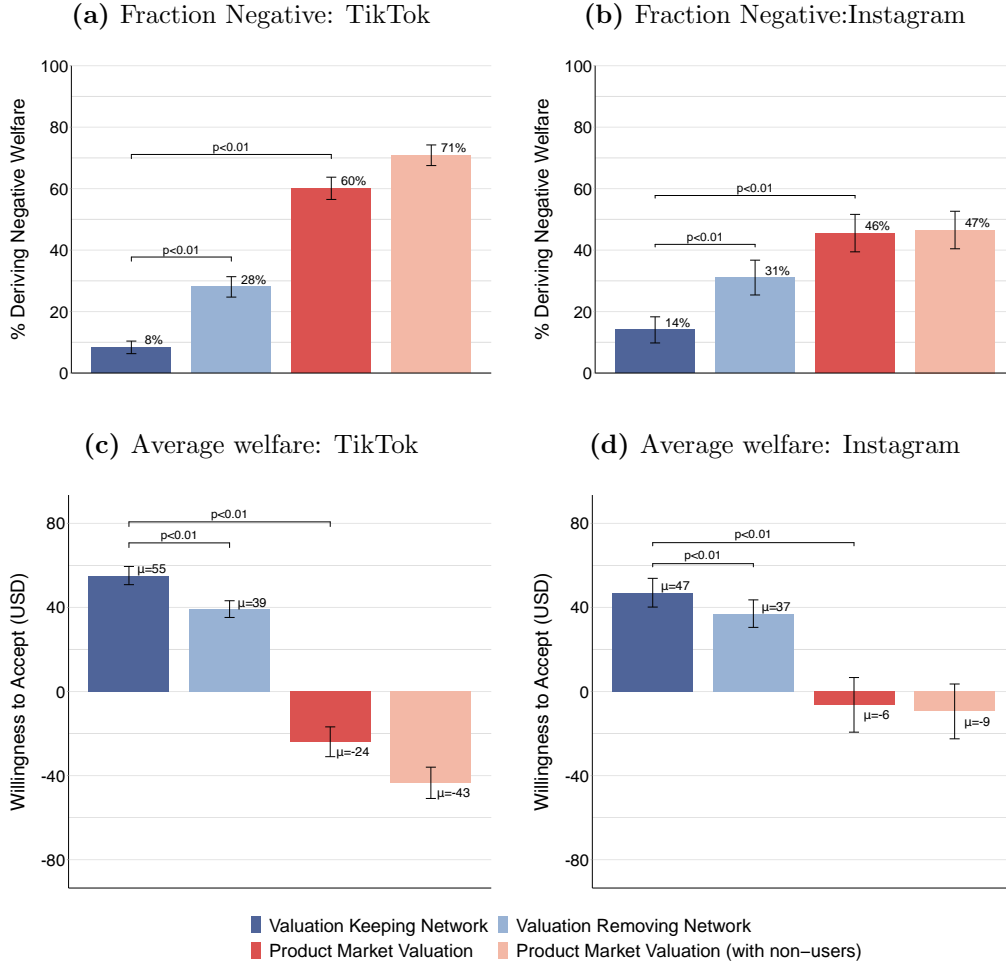 (a) Fraction Negative: TikTok
100
80
60
40
20
0
% Deriving Negative Welfare
p<0.01
p<0.01
8%
28%
60%
71%
(b) Fraction Negative:Instagram
100
80
60
40
20
0
% Deriving Negative Welfare
p<0.01
p<0.01
14%
31%
46%
47%
(c) Average welfare: TikTok
80
40
0
-40
-80
Willingness to Accept (USD)
p<0.01
p<0.01
μ=55
μ=39
μ=-24
μ=-43
(d) Average welfare: Instagram
80
40
0
-40
-80
Willingness to Accept (USD)
p<0.01
p<0.01
μ=47
μ=37
μ=-6
μ=-9
Valuation Keeping Network
Valuation Removing Network
Product Market Valuation
Product Market Valuation (with non−users)